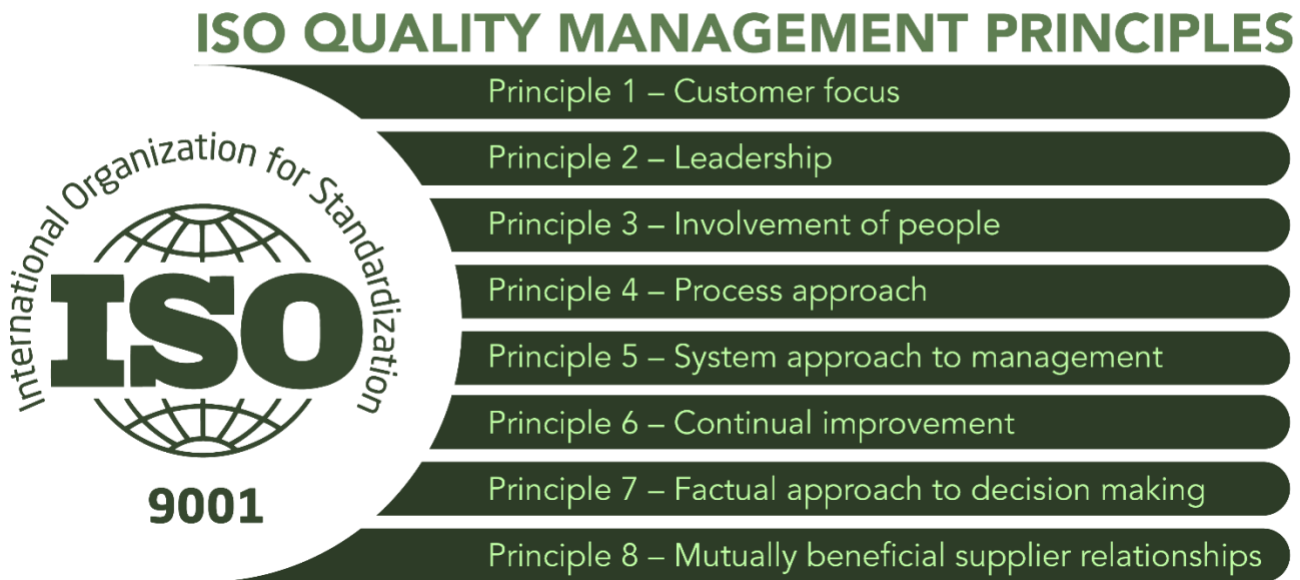 ISO QUALITY MANAGEMENT PRINCIPLES
International Organization for Standardization
ISO
9001
Principle 1 – Customer focus
Principle 2 – Leadership
Principle 3 – Involvement of people
Principle 4 – Process approach
Principle 5 – System approach to management
Principle 6 – Continual improvement
Principle 7 – Factual approach to decision making
Principle 8 – Mutually beneficial supplier relationships